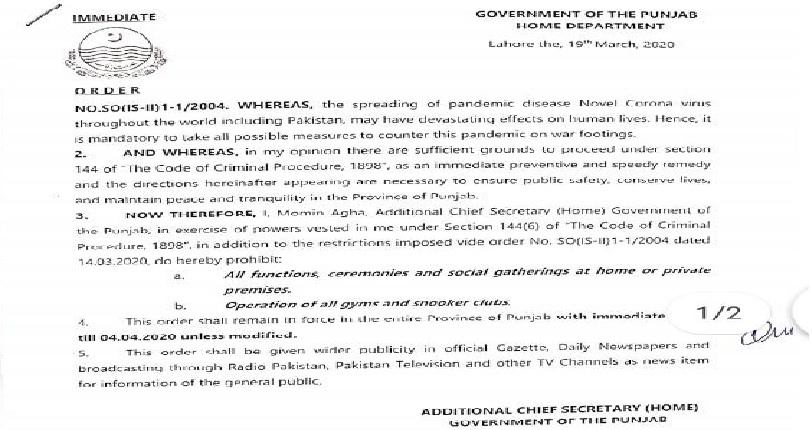 IMMEDIATE
GOVERNMENT OF THE PUNJAB
HOME DEPARTMENT
Lahore the, 19th March, 2020
ORDER
NO.SO(IS-II)1-1/2004. WHEREAS, the spreading of pandemic disease Novel Corona virus
throughout the world including Pakistan, may have devastating effects on human lives. Hence, it
is mandatory to take all possible measures to counter this pandemic on war footings.
2. AND WHEREAS, in my opinion there are sufficient grounds to proceed under section
144 of "The Code of Criminal Procedure, 1898", as an immediate preventive and speedy remedy
and the directions hereinafter appearing are necessary to ensure public safety, conserve lives,
and maintain peace and tranquility in the Province of Punjab.
3. NOW THEREFORE, I, Momin Agha, Additional Chief Secretary (Home) Government of
the Punjab, in exercise of powers vested in me under Section 144(6) of "The Code of Criminal
Procedure, 1898", in addition to the restrictions imposed vide order No. SO(IS-II)1-1/2004 dated
14.03.2020, do hereby prohibit:
a. All functions, ceremonies and social gatherings at home or private
premises.
b. Operation of all gyms and snooker clubs.
4. This order shall remain in force in the entire Province of Punjab with immediate
till 04.04.2020 unless modified.
1/2
5. This order shall be given wider publicity in official Gazette, Daily Newspapers and
broadcasting through Radio Pakistan, Pakistan Television and other TV Channels as news item
for information of the general public.
ADDITIONAL CHIEF SECRETARY (HOME)
GOVERNMENT OF THE PUNJAB